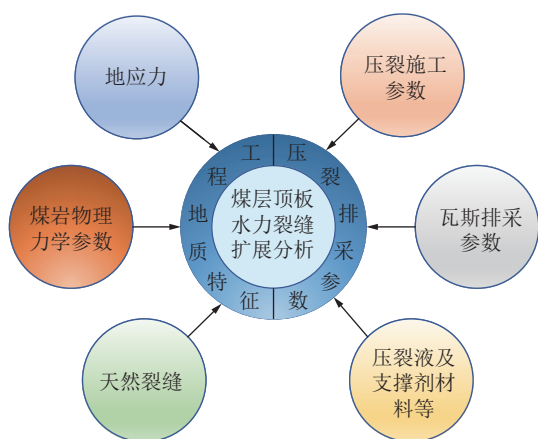 地应力
压裂施工
参数
煤岩物理
力学参数
工程地质特征
压裂排采参数
煤层顶板
水力裂缝
扩展分析
瓦斯排采
参数
天然裂缝
压裂液及
支撑剂材
料等